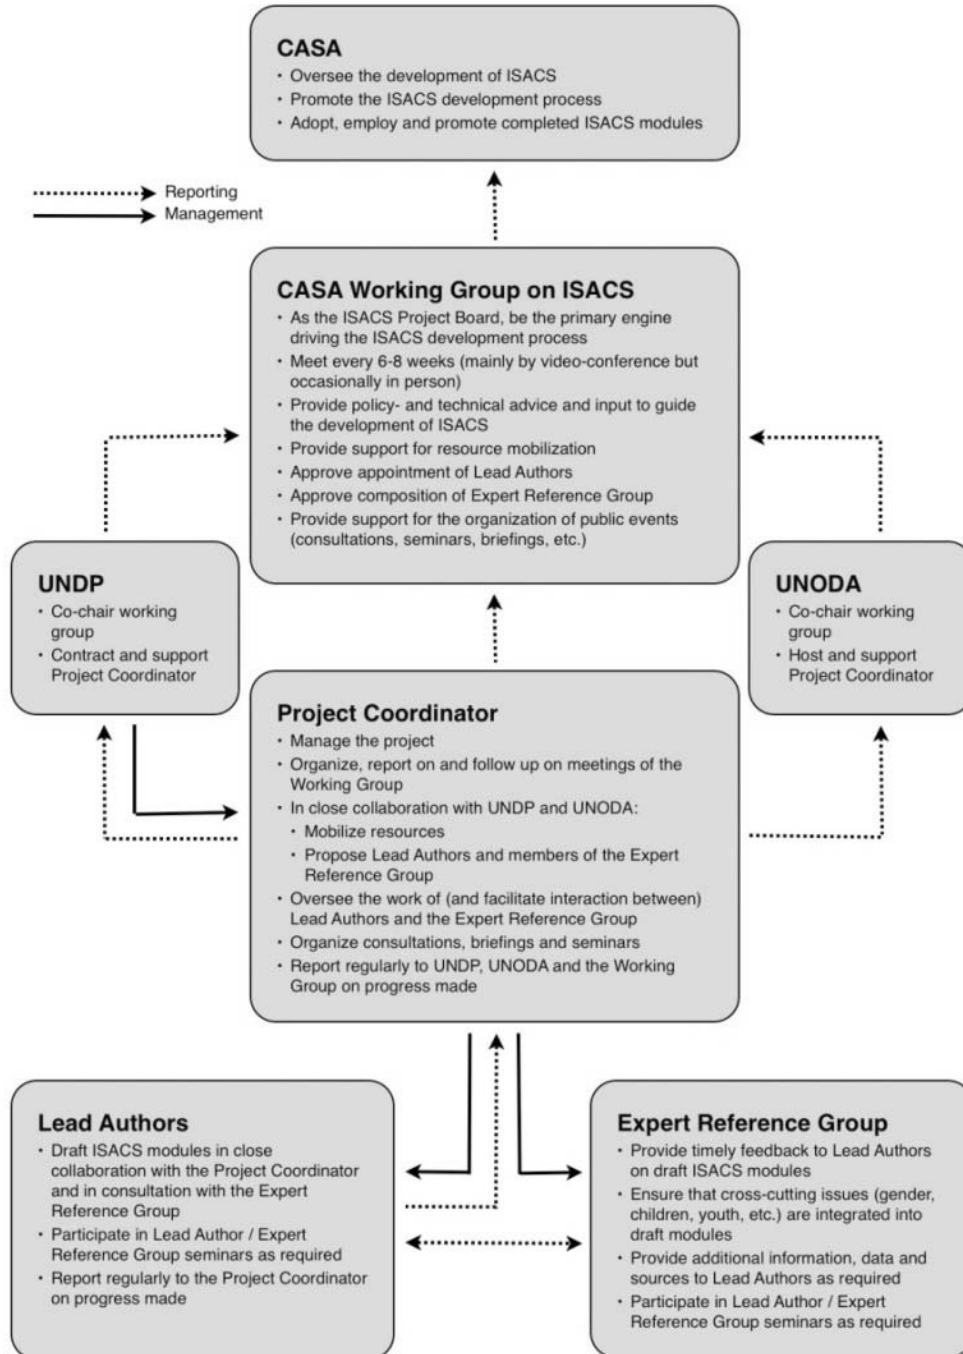 CASA
• Oversee the development of ISACS
• Promote the ISACS development process
• Adopt, employ and promote completed ISACS modules
Reporting
Management
CASA Working Group on ISACS
• As the ISACS Project Board, be the primary engine
driving the ISACS development process
• Meet every 6-8 weeks (mainly by video-conference but
occasionally in person)
• Provide policy- and technical advice and input to guide
the development of ISACS
• Provide support for resource mobilization
• Approve appointment of Lead Authors
• Approve composition of Expert Reference Group
• Provide support for the organization of public events
(consultations, seminars, briefings, etc.)
UNDP
• Co-chair working
group
• Contract and support
Project Coordinator
UNODA
• Co-chair working
group
• Host and support
Project Coordinator
Project Coordinator
• Manage the project
• Organize, report on and follow up on meetings of the
Working Group
• In close collaboration with UNDP and UNODA:
• Mobilize resources
• Propose Lead Authors and members of the Expert
Reference Group
• Oversee the work of (and facilitate interaction between)
Lead Authors and the Expert Reference Group
• Organize consultations, briefings and seminars
• Report regularly to UNDP, UNODA and the Working
Group on progress made
Lead Authors
• Draft ISACS modules in close
collaboration with the Project Coordinator
and in consultation with the Expert
Reference Group
• Participate in Lead Author / Expert
Reference Group seminars as required
• Report regularly to the Project Coordinator
on progress made
Expert Reference Group
• Provide timely feedback to Lead Authors
on draft ISACS modules
• Ensure that cross-cutting issues (gender,
children, youth, etc.) are integrated into
draft modules
• Provide additional information, data and
sources to Lead Authors as required
• Participate in Lead Author / Expert
Reference Group seminars as required